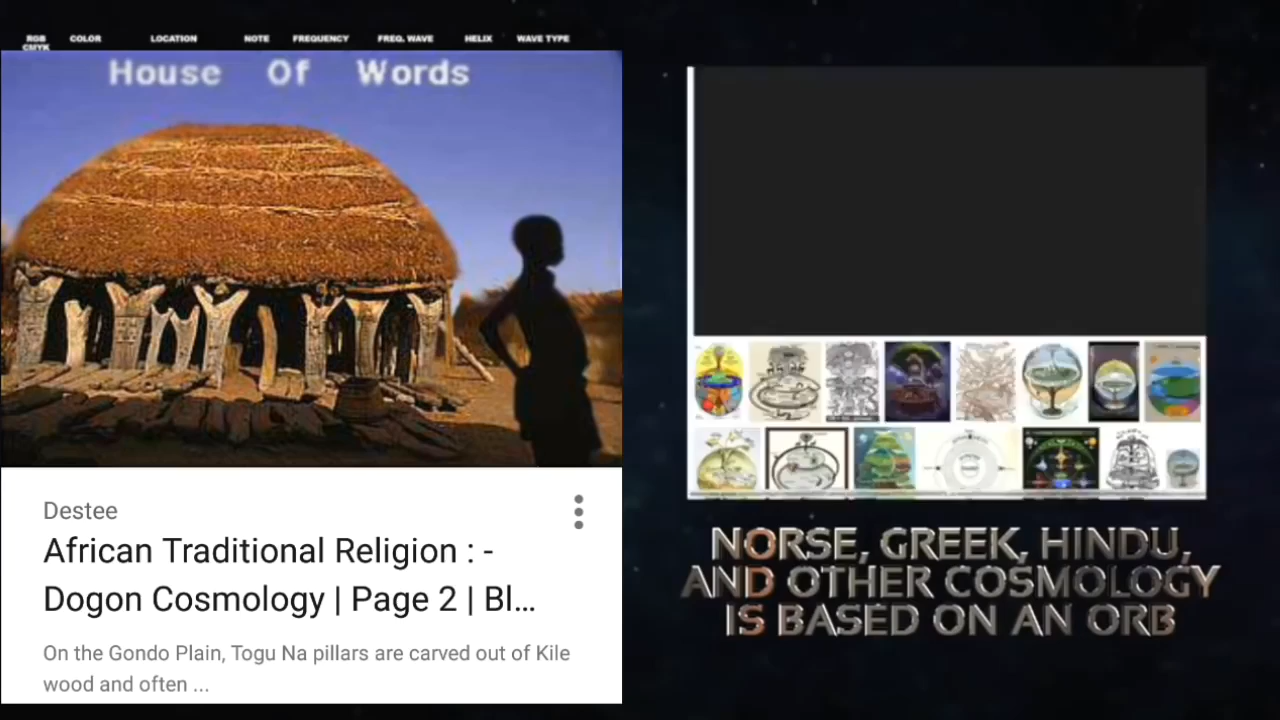 RGB COLOR LOCATION NOTE FREQUENCY FREQ. WAVE HELIX WAVE TYPE
CMYK
House Of Words
Destee
African Traditional Religion : -
Dogon Cosmology | Page 2 | Bl...
On the Gondo Plain, Togu Na pillars are carved out of Kile
wood and often ...
NORSE, GREEK, HINDU,
AND OTHER COSMOLOGY
IS BASED ON AN ORB